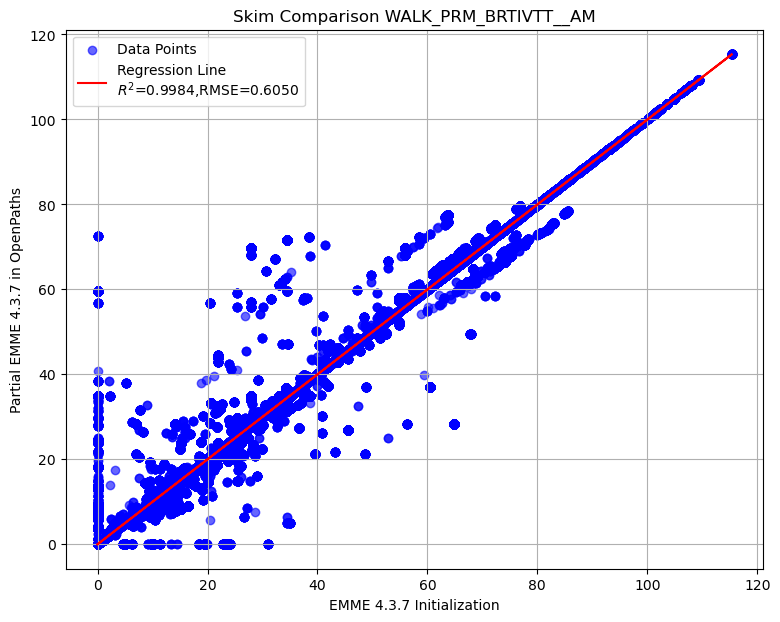 Skim Comparison WALK_PRM_BRTIVTT__AM
Data Points
Regression Line
R²=0.9984,RMSE=0.6050
Partial EMME 4.3.7 in OpenPaths
120
100
80
60
40
20
0
0 20 40 60 80 100 120
EMME 4.3.7 Initialization